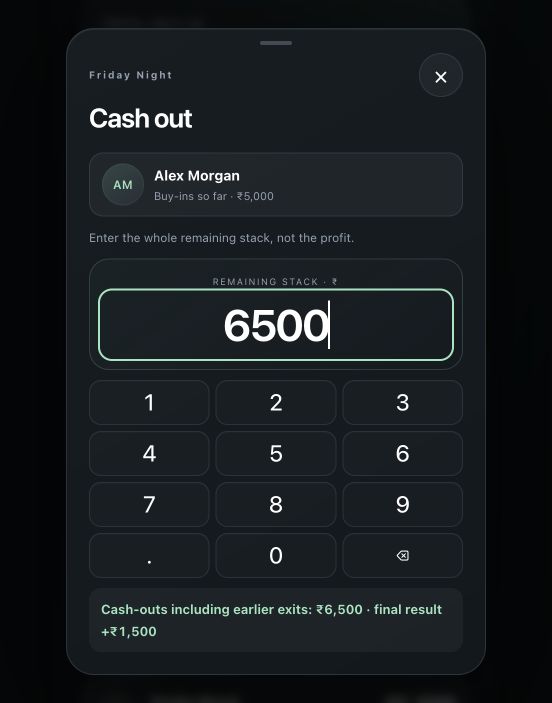 Friday Night
Cash out
AM
Alex Morgan
Buy-ins so far · ₹5,000
Enter the whole remaining stack, not the profit.
REMAINING STACK · ₹
6500
1 2 3
4 5 6
7 8 9
. 0
Cash-outs including earlier exits: ₹6,500 · final result
+₹1,500